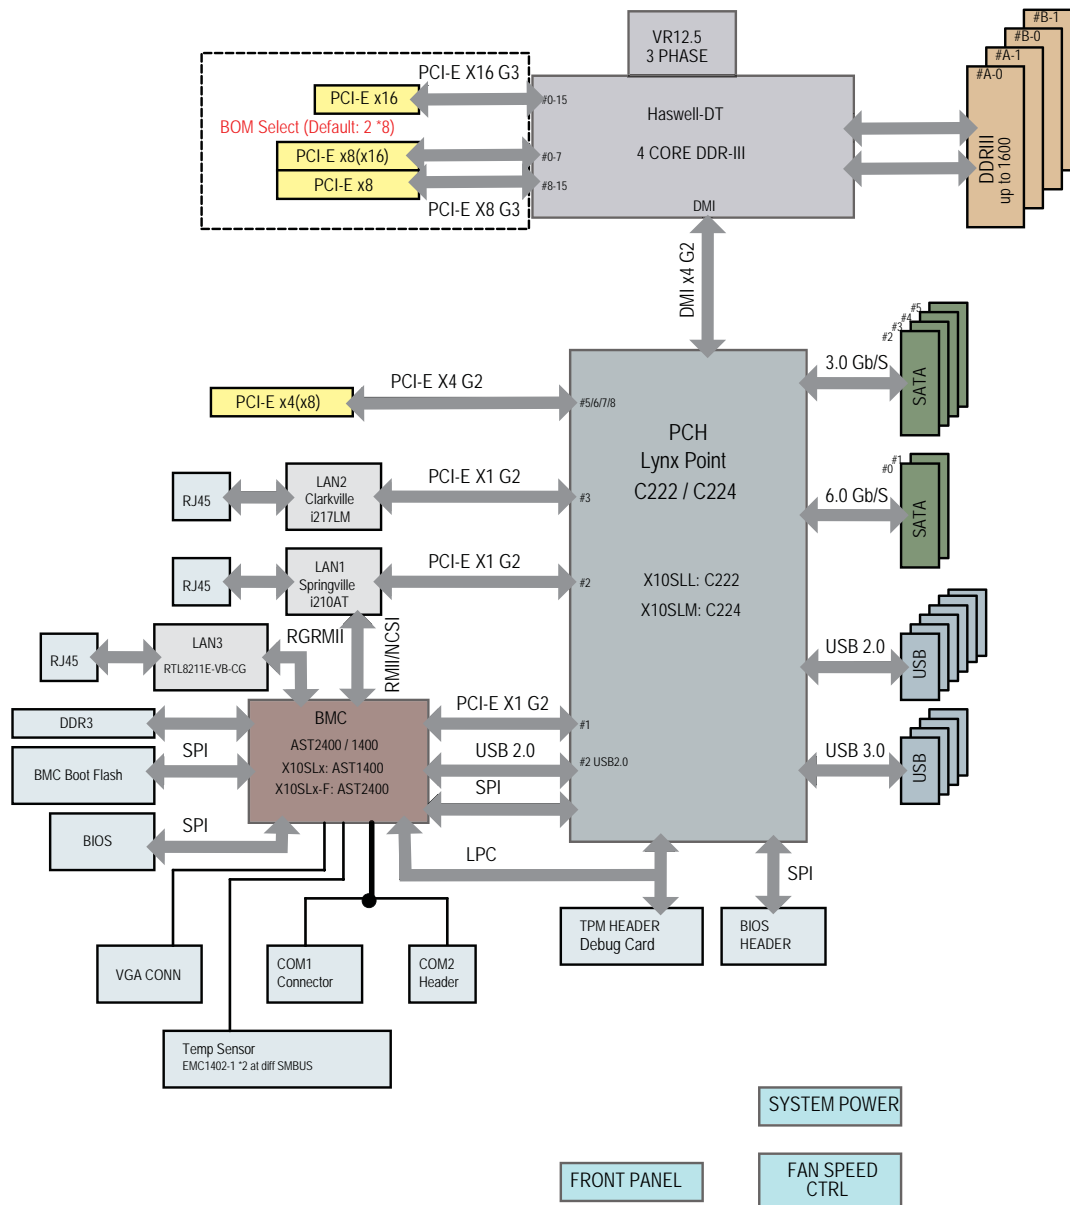 VR12.5
3 PHASE
#B-1
#B-0
#A-1
#A-0
PCI-E X16 G3
PCI-E x16
#0-15
BOM Select (Default: 2 *8)
PCI-E x8(x16)
#0-7
PCI-E x8
#8-15
PCI-E X8 G3
Haswell-DT
4 CORE DDR-III
DMI
DDRIII
up to 1600
DMI x4 G2
#5
#4
#3
#2
3.0 Gb/S
SATA
PCI-E X4 G2
PCI-E x4(x8)
#5/6/7/8
PCH
Lynx Point
C222 / C224
#1
#0
6.0 Gb/S
SATA
RJ45
LAN2
Clarkville
i217LM
PCI-E X1 G2
#3
RJ45
LAN1
Springville
i210AT
PCI-E X1 G2
#2
X10SLL: C222
X10SLM: C224
RJ45
LAN3
RTL8211E-VB-CG
RGRMII
RMII/NCSI
USB 2.0
USB
DDR3
BMC
AST2400 / 1400
X10SLx: AST1400
X10SLx-F: AST2400
PCI-E X1 G2
#1
SPI
BMC Boot Flash
USB 2.0
#2 USB2.0
USB 3.0
USB
SPI
SPI
BIOS
LPC
SPI
TPM HEADER
Debug Card
BIOS
HEADER
VGA CONN
COM1
Connector
COM2
Header
Temp Sensor
EMC1402-1 *2 at diff SMBUS
SYSTEM POWER
FRONT PANEL
FAN SPEED
CTRL